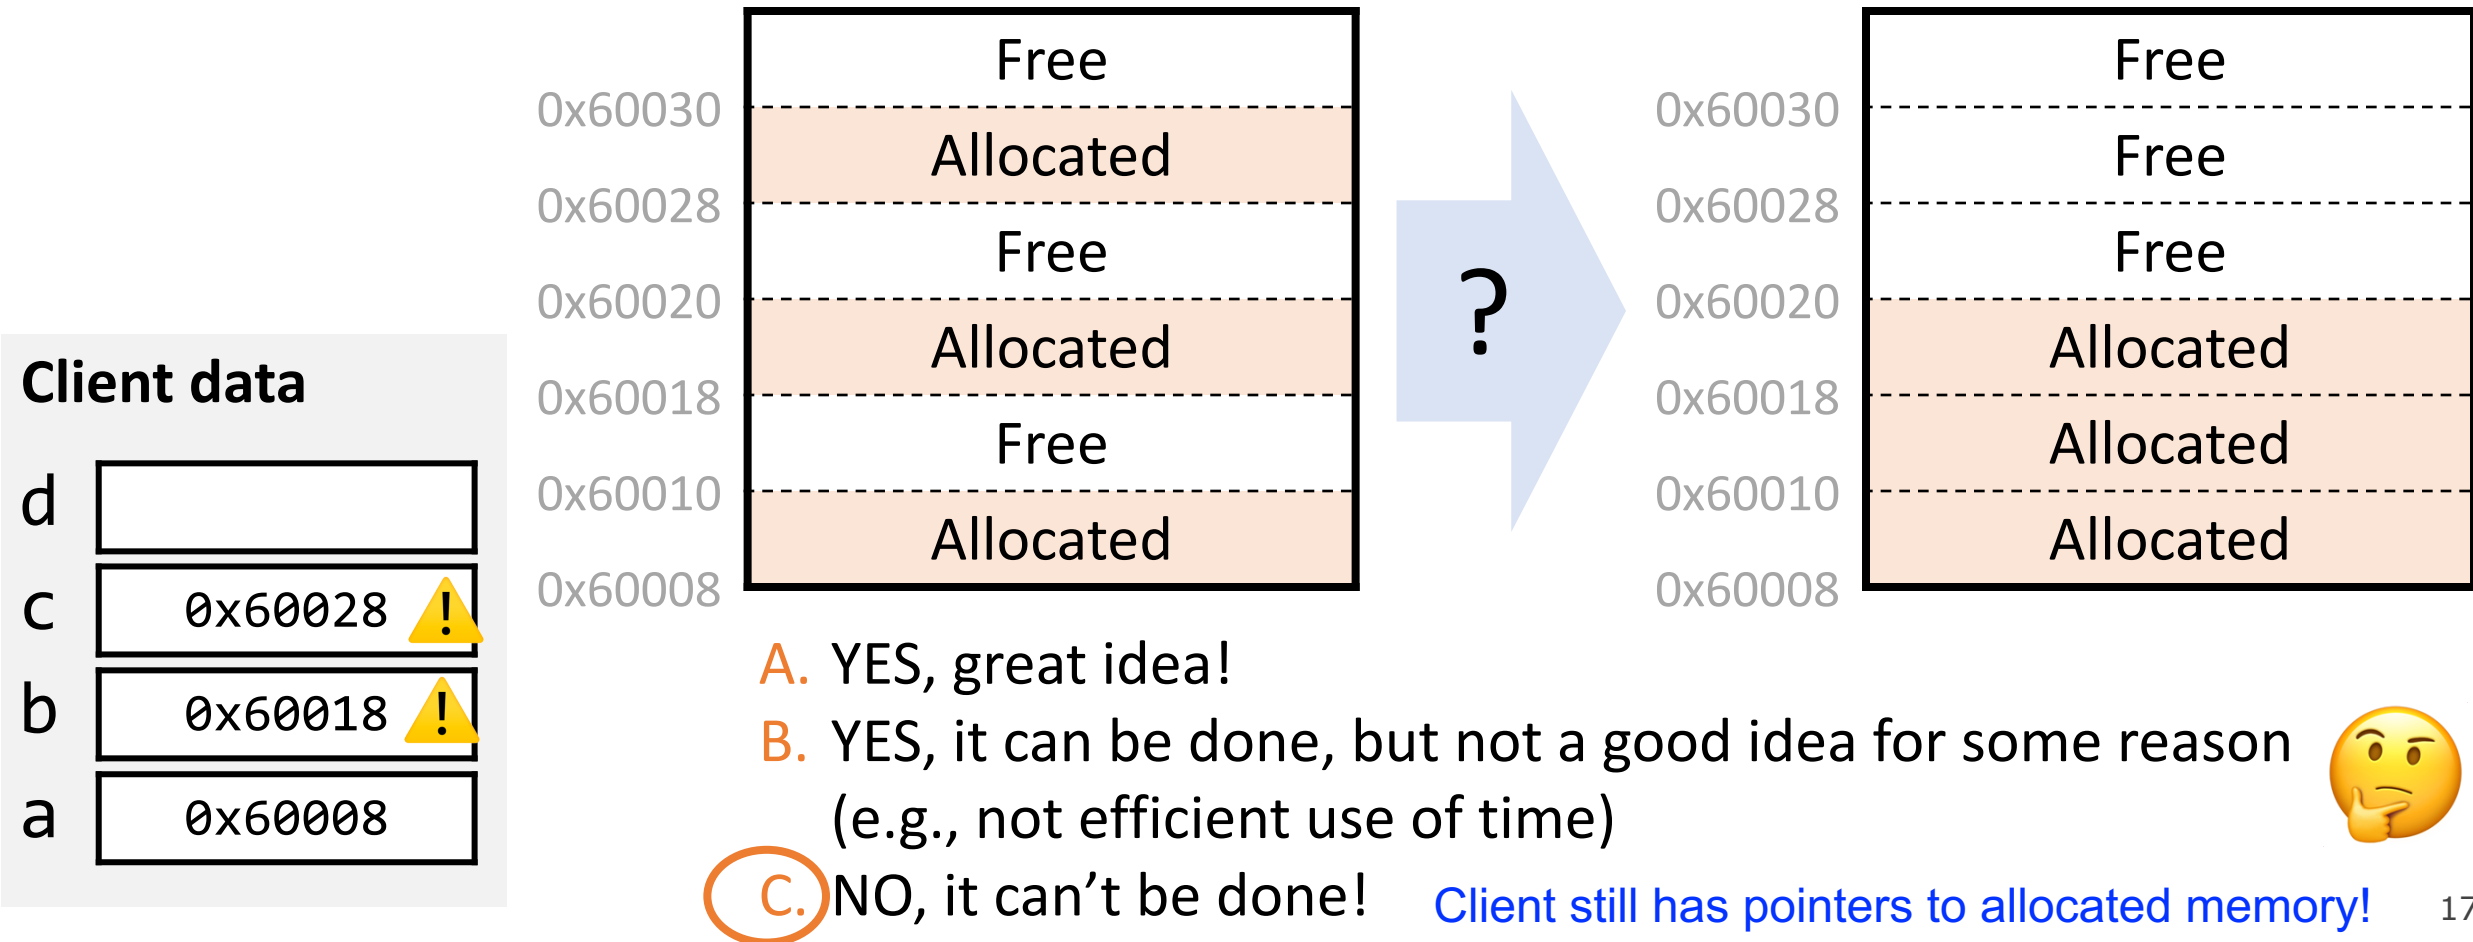 Free
0x60030
Allocated
0x60028
Free
0x60020
Allocated
0x60018
Free
0x60010
Allocated
0x60008
?
Free
0x60030
Free
0x60028
Free
0x60020
Allocated
0x60018
Allocated
0x60010
Allocated
0x60008
Client data
d
c 0x60028
b 0x60018
a 0x60008
A. YES, great idea!
B. YES, it can be done, but not a good idea for some reason
(e.g., not efficient use of time)
C. NO, it can’t be done!
Client still has pointers to allocated memory!
17